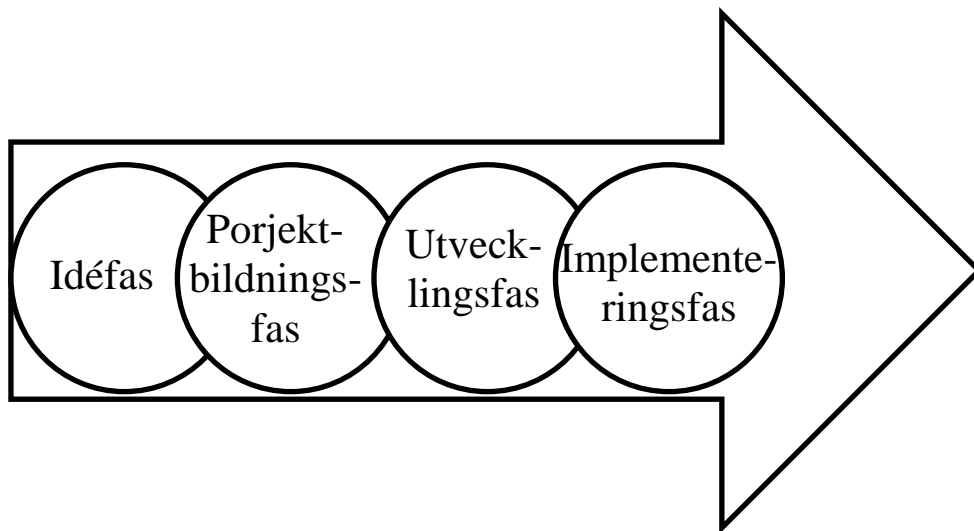 Idéfas
Porjekt-
bildnings-
fas
Utveck-
lingsfas
Implemente-
ringsfas